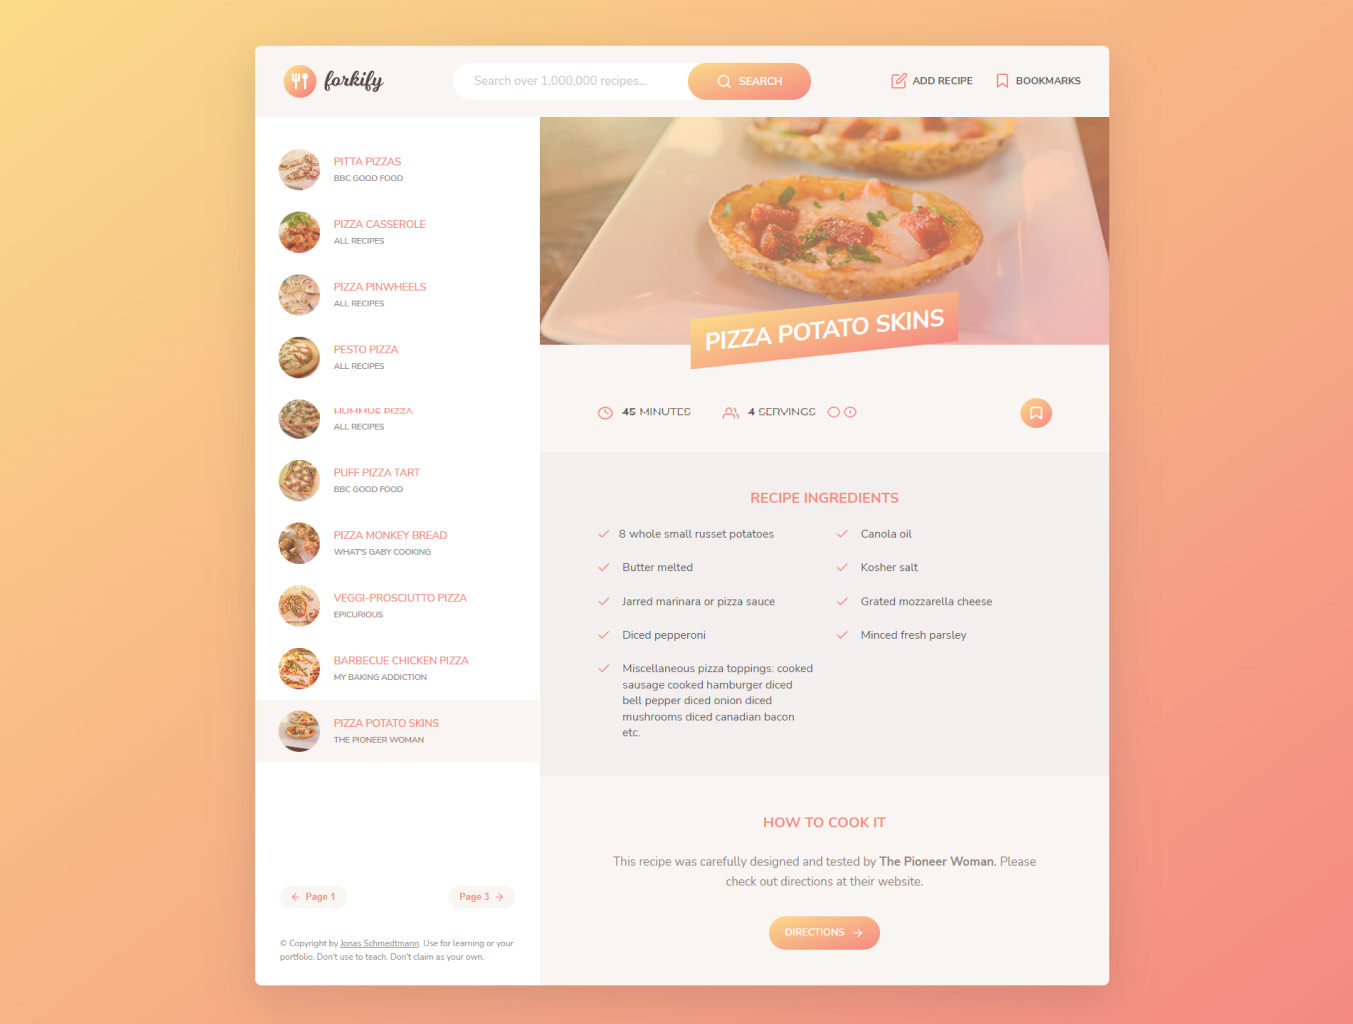 forkify
Search over 1,000,000 recipes...
SEARCH
ADD RECIPE
BOOKMARKS
PITTA PIZZAS
BBC GOOD FOOD
PIZZA CASSEROLE
ALL RECIPES
PIZZA PINWHEELS
ALL RECIPES
PESTO PIZZA
ALL RECIPES
HUMMUS PIZZA
ALL RECIPES
PUFF PIZZA TART
BBC GOOD FOOD
PIZZA MONKEY BREAD
WHAT'S GABY COOKING
VEGGI-PROSCIUTTO PIZZA
EPICURIOUS
BARBECUE CHICKEN PIZZA
MY BAKING ADDICTION
PIZZA POTATO SKINS
THE PIONEER WOMAN
Page 1
Page 3
© Copyright by Jonas Schmedtmann. Use for learning or your
portfolio. Don't use to teach. Don't claim as your own.
PIZZA POTATO SKINS
45 MINUTES
4 SERVINGS
RECIPE INGREDIENTS
8 whole small russet potatoes
Canola oil
Butter melted
Kosher salt
Jarred marinara or pizza sauce
Grated mozzarella cheese
Diced pepperoni
Minced fresh parsley
Miscellaneous pizza toppings: cooked
sausage cooked hamburger diced
bell pepper diced onion diced
mushrooms diced canadian bacon
etc.
HOW TO COOK IT
This recipe was carefully designed and tested by The Pioneer Woman. Please
check out directions at their website.
DIRECTIONS